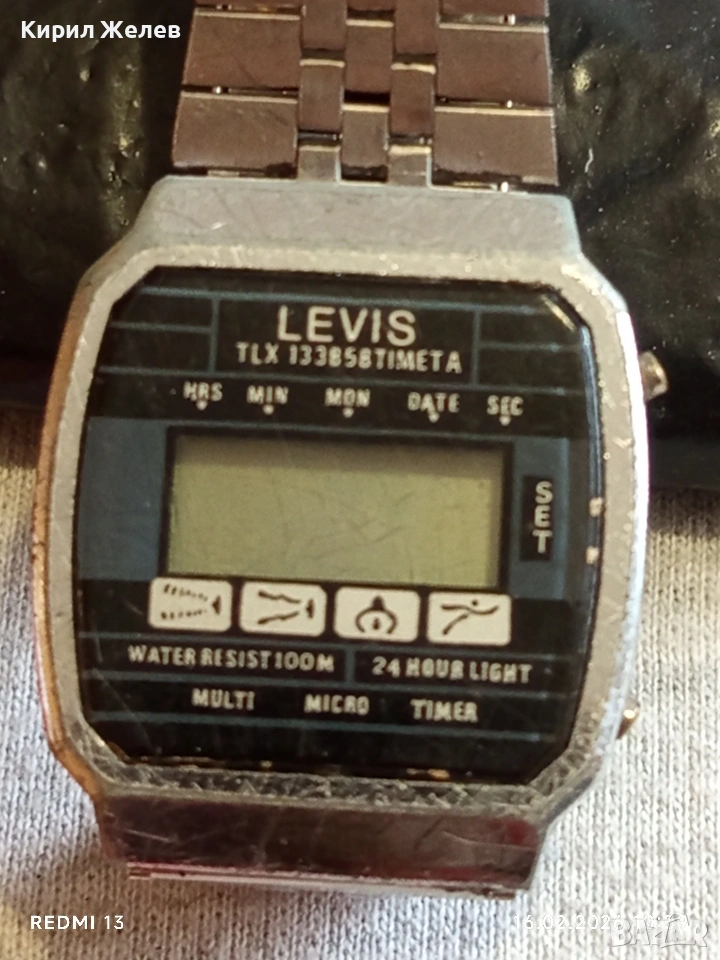 Кирил Желев
LEVIS
TLX 133858TIMETA
HRS MIN MON DATE SEC
SET
WATER RESIST 100M 24 HOUR LIGHT
MULTI MICRO TIMER
REDMI 13
BAZAR